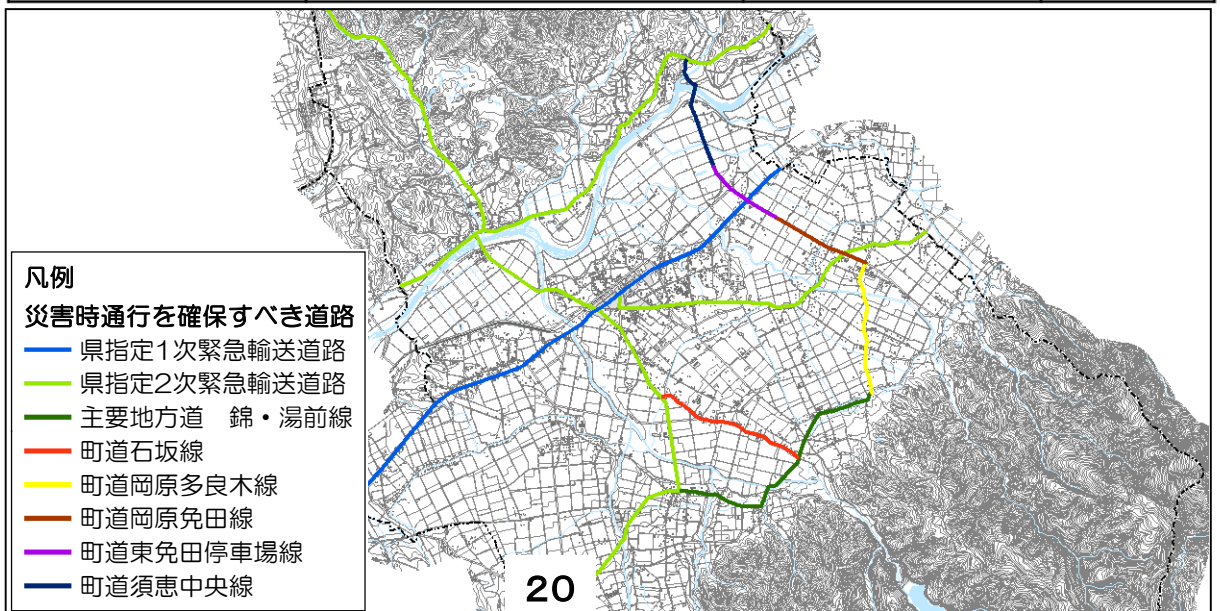 凡例
災害時通行を確保すべき道路
県指定1次緊急輸送道路
県指定2次緊急輸送道路
主要地方道　錦・湯前線
町道石坂線
町道岡原多良木線
町道岡原免田線
町道東免田停車場線
町道須恵中央線
20